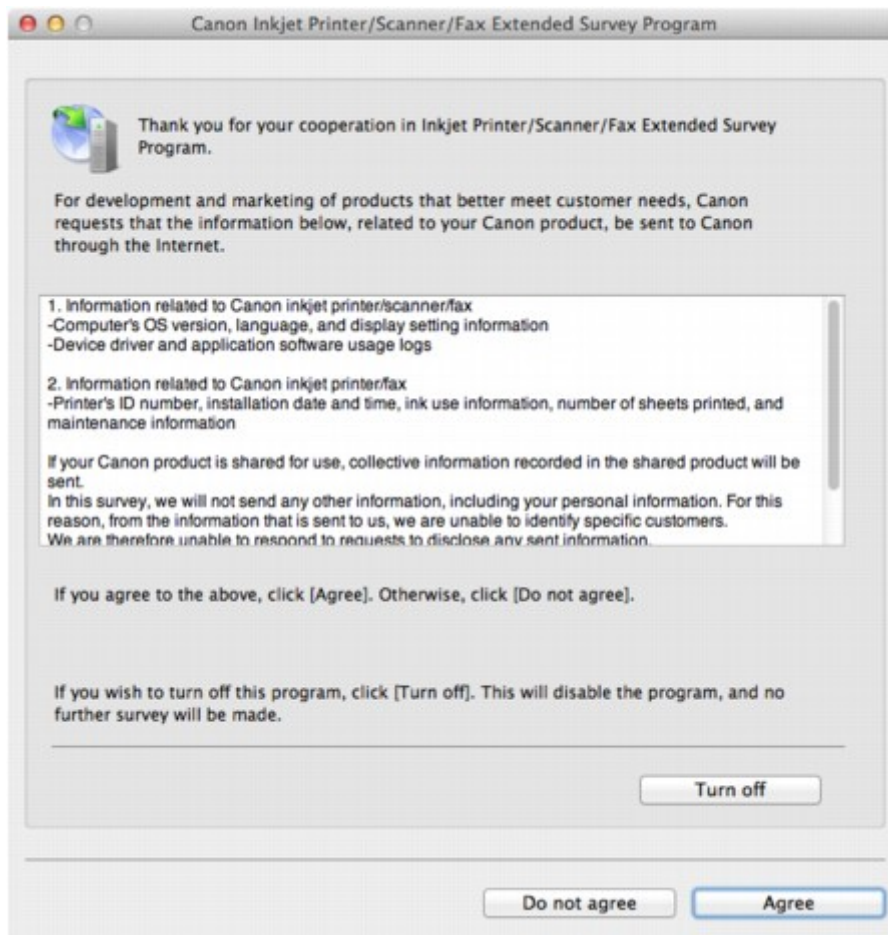 Canon Inkjet Printer/Scanner/Fax Extended Survey Program
Thank you for your cooperation in Inkjet Printer/Scanner/Fax Extended Survey
Program.
For development and marketing of products that better meet customer needs, Canon
requests that the information below, related to your Canon product, be sent to Canon
through the Internet.
1. Information related to Canon inkjet printer/scanner/fax
-Computer's OS version, language, and display setting information
-Device driver and application software usage logs
2. Information related to Canon inkjet printer/fax
-Printer's ID number, installation date and time, ink use information, number of sheets printed, and
maintenance information
If your Canon product is shared for use, collective information recorded in the shared product will be
sent.
In this survey, we will not send any other information, including your personal information. For this
reason, from the information that is sent to us, we are unable to identify specific customers.
We are therefore unable to respond to requests to disclose any sent information.
If you agree to the above, click [Agree]. Otherwise, click [Do not agree].
If you wish to turn off this program, click [Turn off]. This will disable the program, and no
further survey will be made.
Turn off
Do not agree
Agree